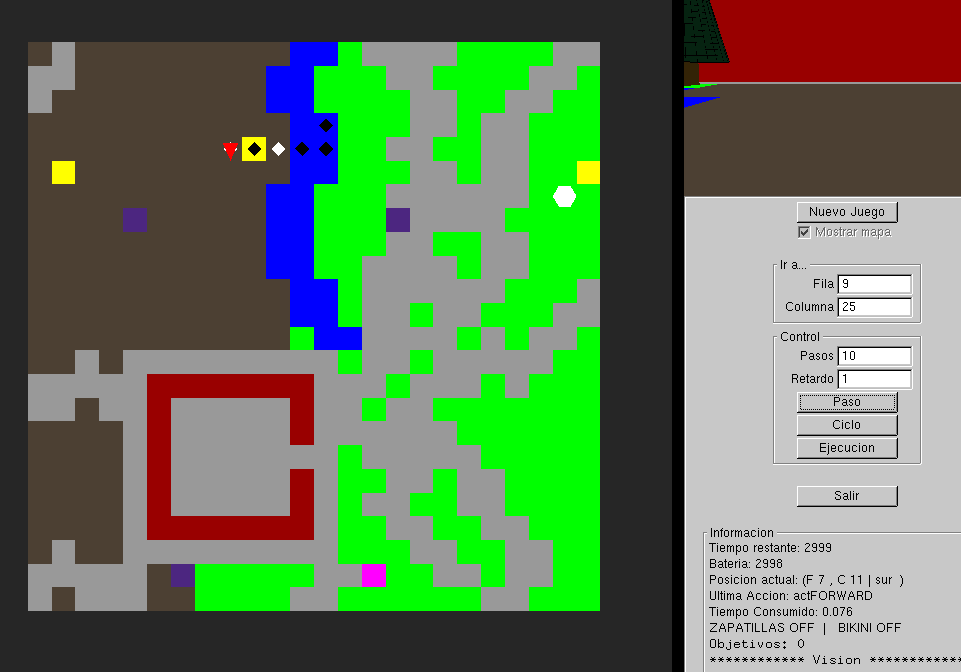 Nuevo Juego
Mostrar mapa
Ir a...
Fila 9
Columna 25
Control
Pasos 10
Retardo 1
Paso
Ciclo
Ejecucion
Salir
Informacion
Tiempo restante: 2999
Bateria: 2998
Posicion actual: (F 7 , C 11 | sur )
Ultima Accion: actFORWARD
Tiempo Consumido: 0.076
ZAPATILLAS OFF | BIKINI OFF
Objetivos: 0
************ Vision ************